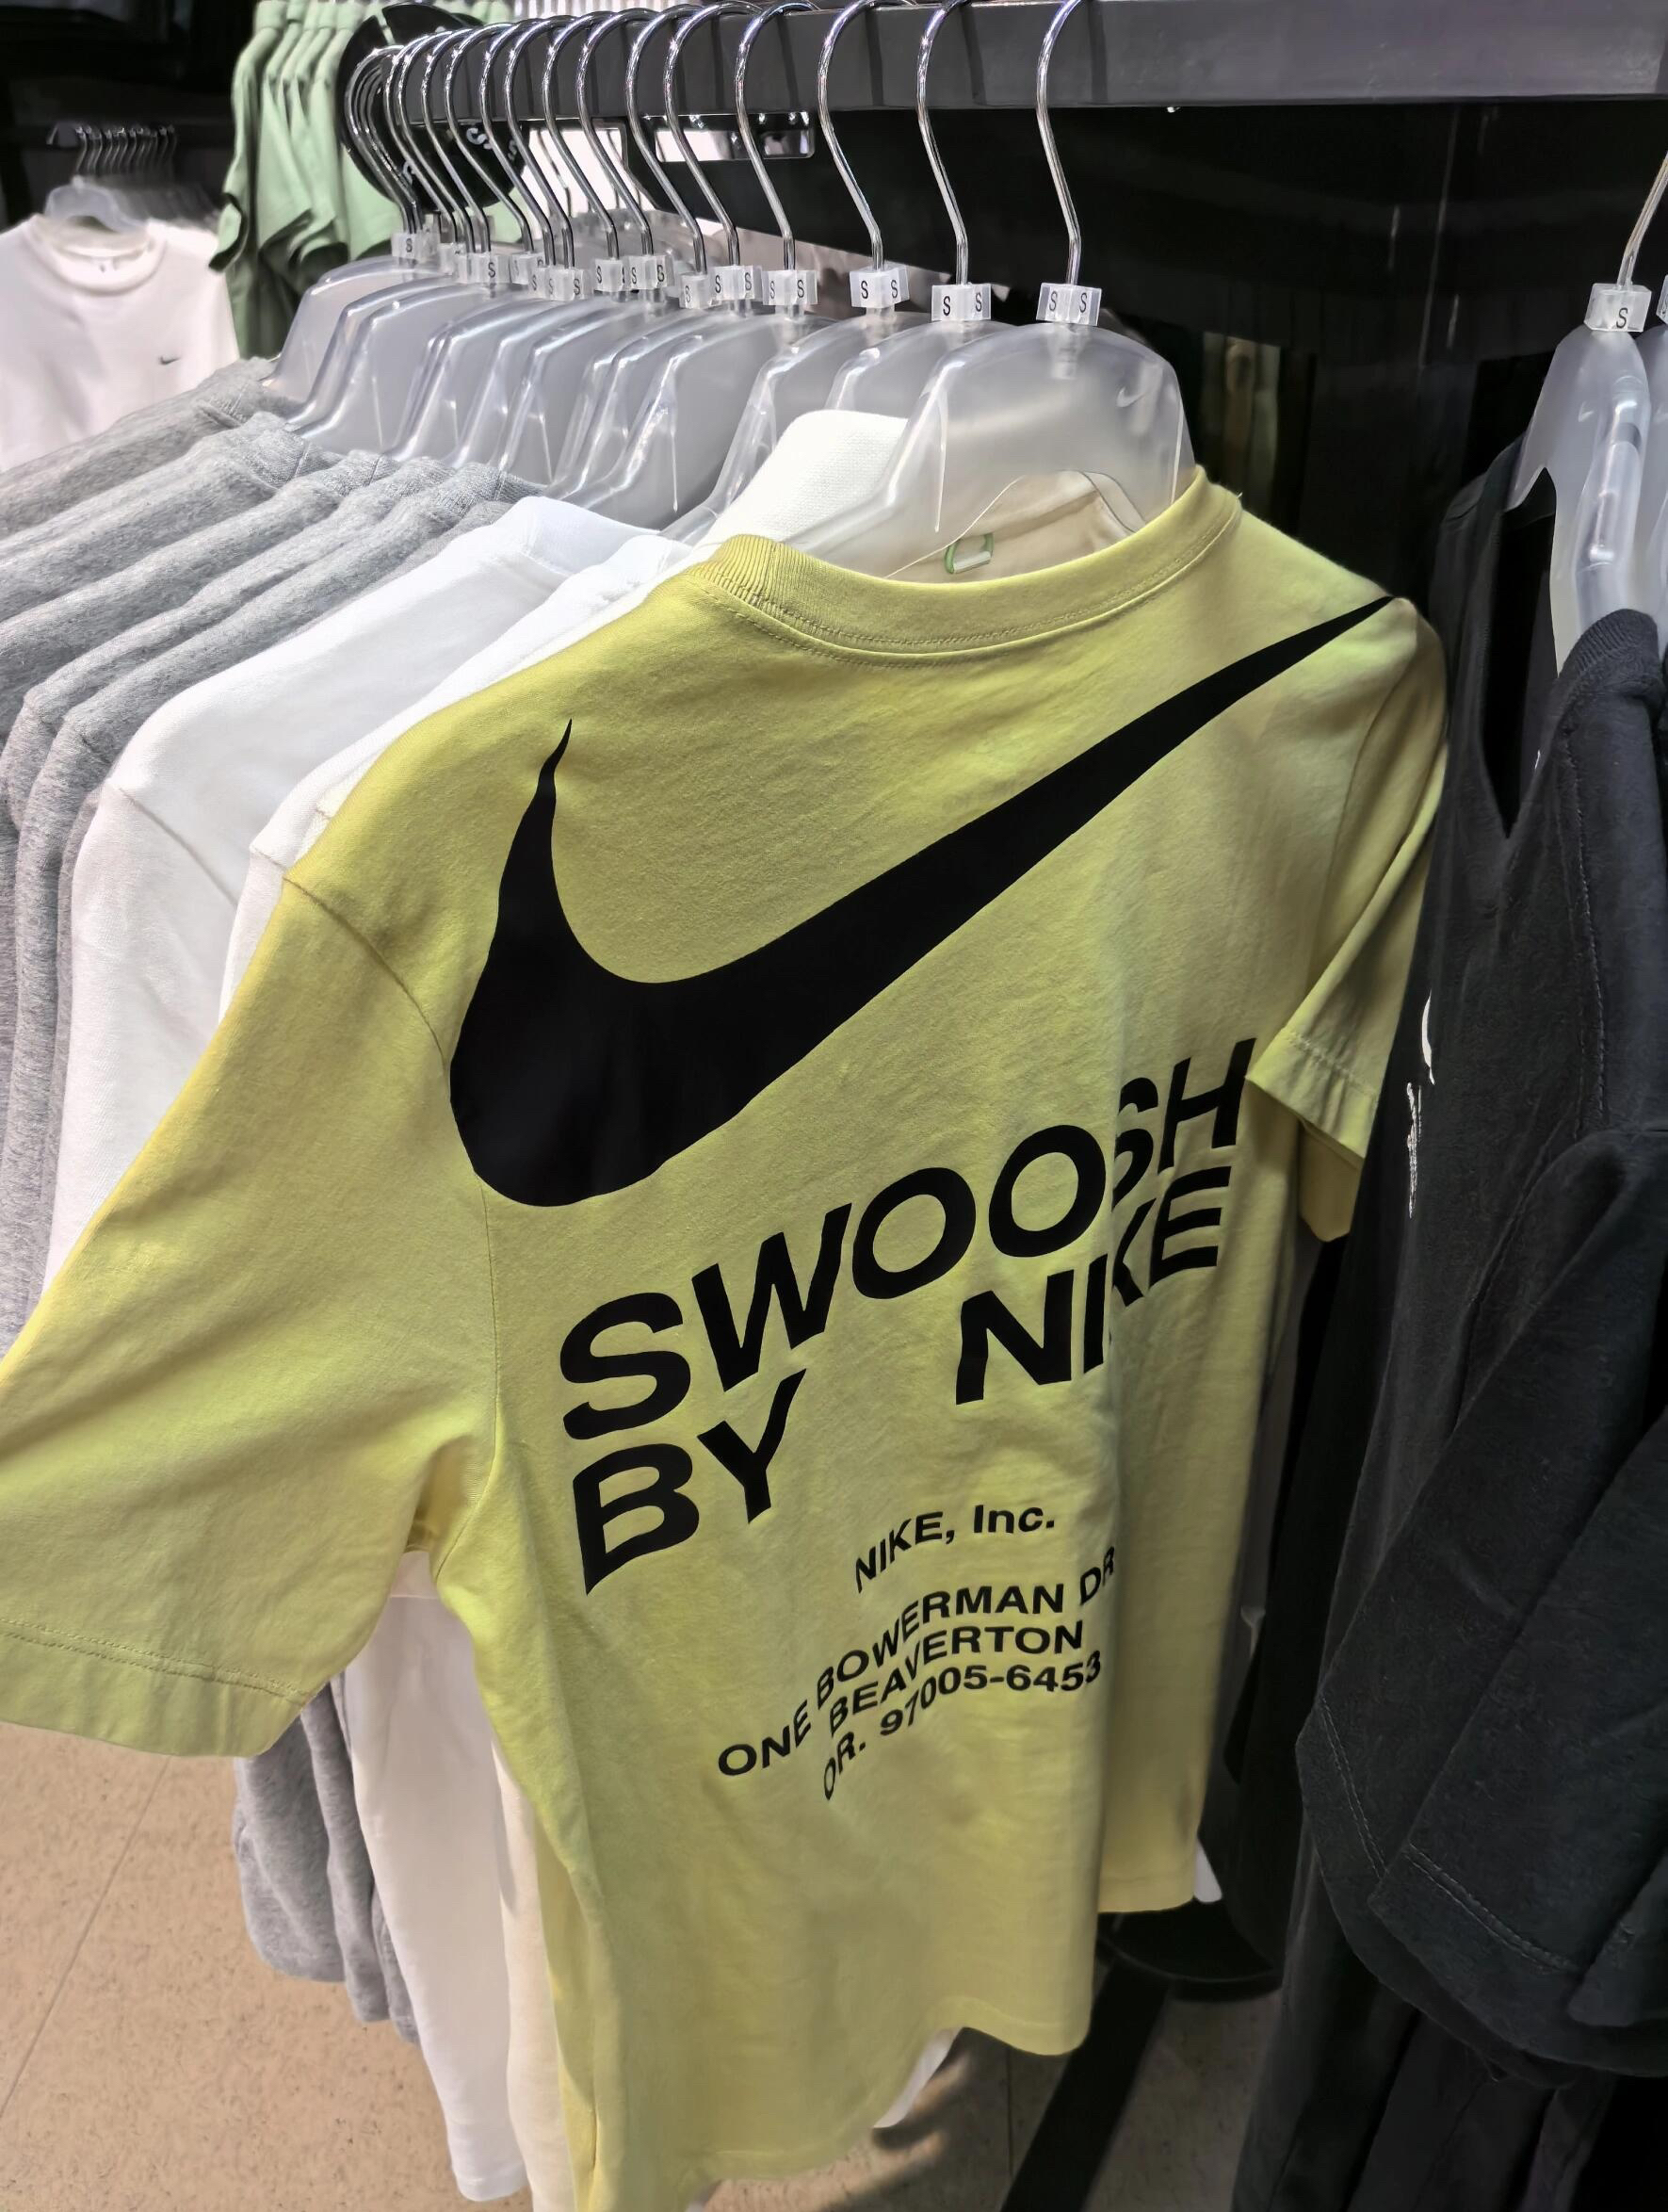 S
S
S
S S
S S
S S
S S
S S
S S
S S
S
SWOOSH
BY NIKE
NIKE, Inc.
ONE BOWERMAN DR
BEAVERTON
OR. 97005-6453